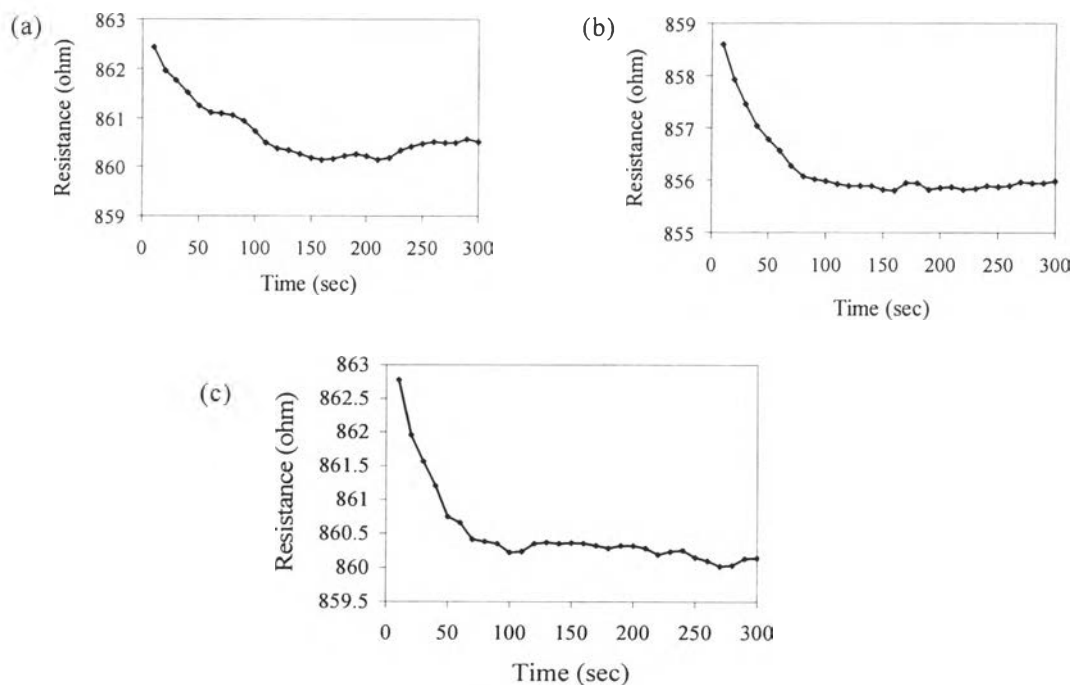 (a)
863
862
861
860
859
Resistance (ohm)
0 50 100 150 200 250 300
Time (sec)
(b)
859
858
857
856
855
Resistance (ohm)
0 50 100 150 200 250 300
Time (sec)
(c)
863
862.5
862
861.5
861
860.5
860
859.5
Resistance (ohm)
0 50 100 150 200 250 300
Time (sec)